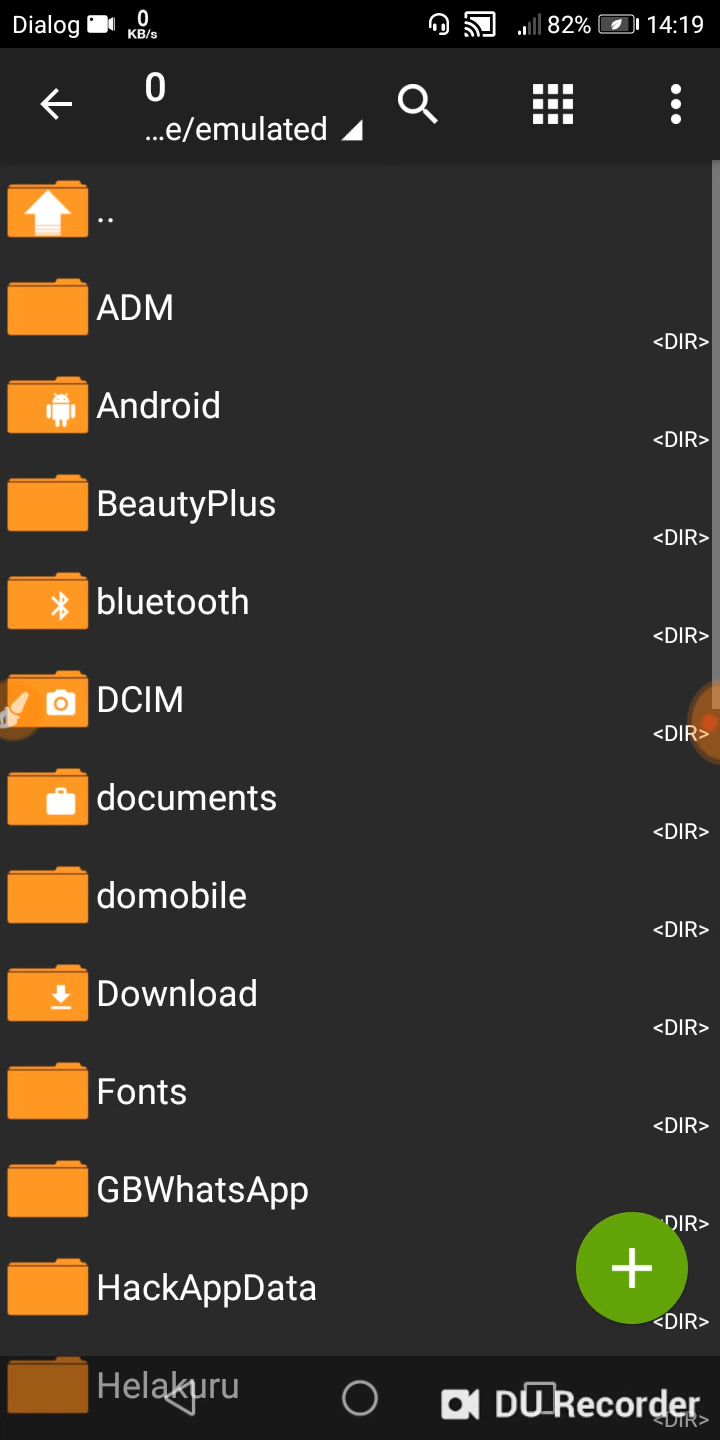 Dialog 0 KB/s 82% 14:19
0
...e/emulated
..
ADM
<DIR>
Android
<DIR>
BeautyPlus
<DIR>
bluetooth
<DIR>
DCIM
<DIR>
documents
<DIR>
domobile
<DIR>
Download
<DIR>
Fonts
<DIR>
GBWhatsApp
<DIR>
HackAppData
<DIR>
Helakuru
DU Recorder
<DIR>